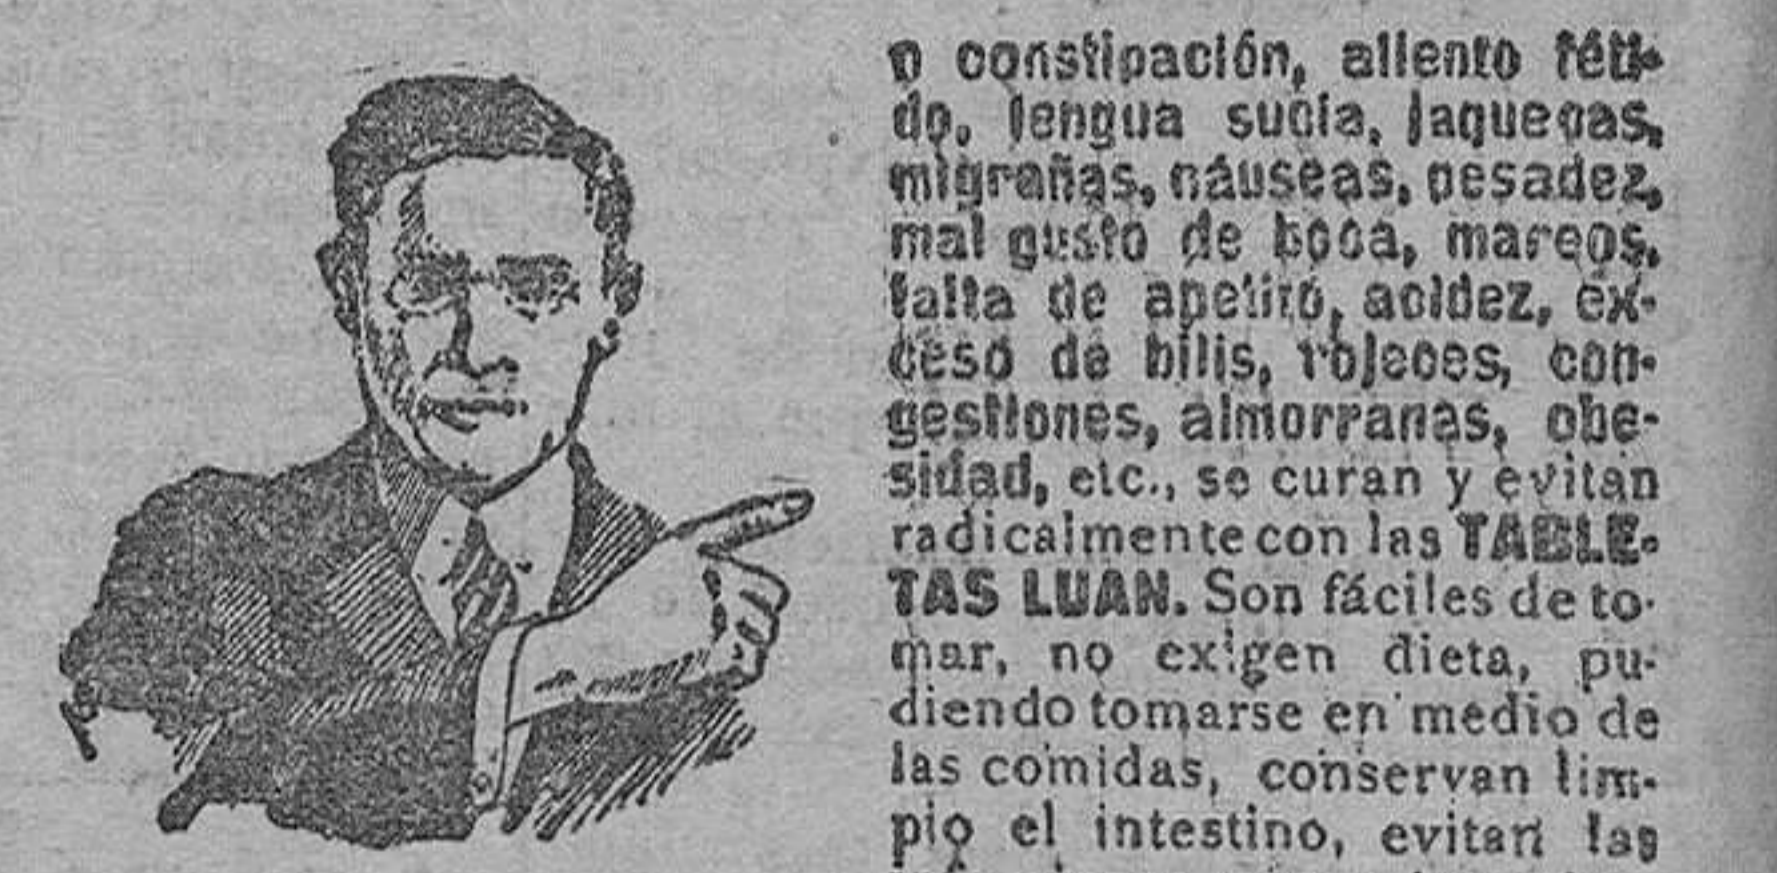 o constipación, aliento féti-
do, lengua sucia, jaquecas,
migrañas, náuseas, pesadez,
mal gusto de boca, mareos,
falta de apetito, acidez, ex-
ceso de bilis, rojeces, con-
gestiones, almorranas, obe-
sidad, etc., se curan y evitan
radicalmente con las TABLE-
TAS LUAN. Son fáciles de to-
mar, no exigen dieta, pu-
diendo tomarse en medio de
las comidas, conservan lim-
pio el intestino, evitan las